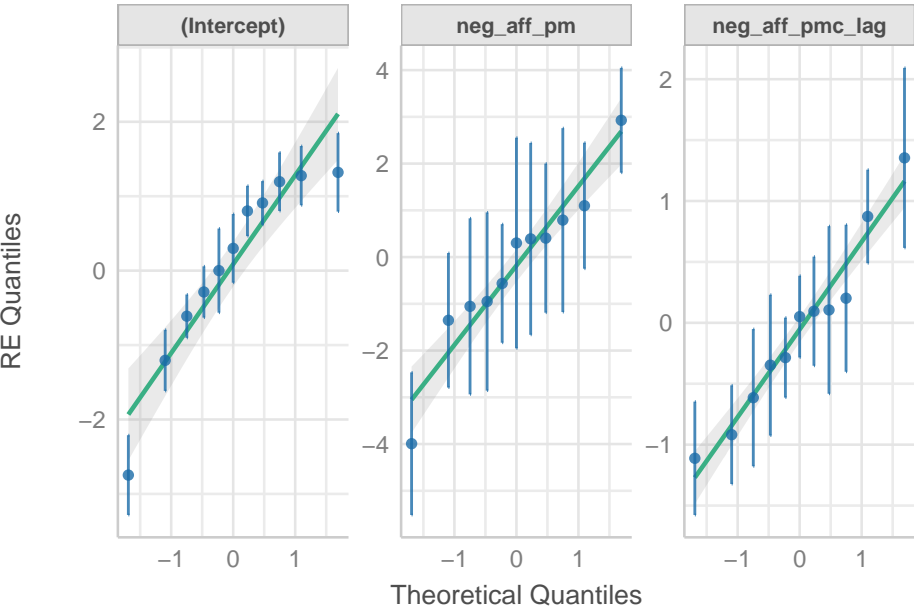 (Intercept) neg_aff_pm neg_aff_pmc_lag
RE Quantiles
2
0
−2
4
2
0
−2
−4
2
1
0
−1
−1 0 1
−1 0 1
−1 0 1
Theoretical Quantiles